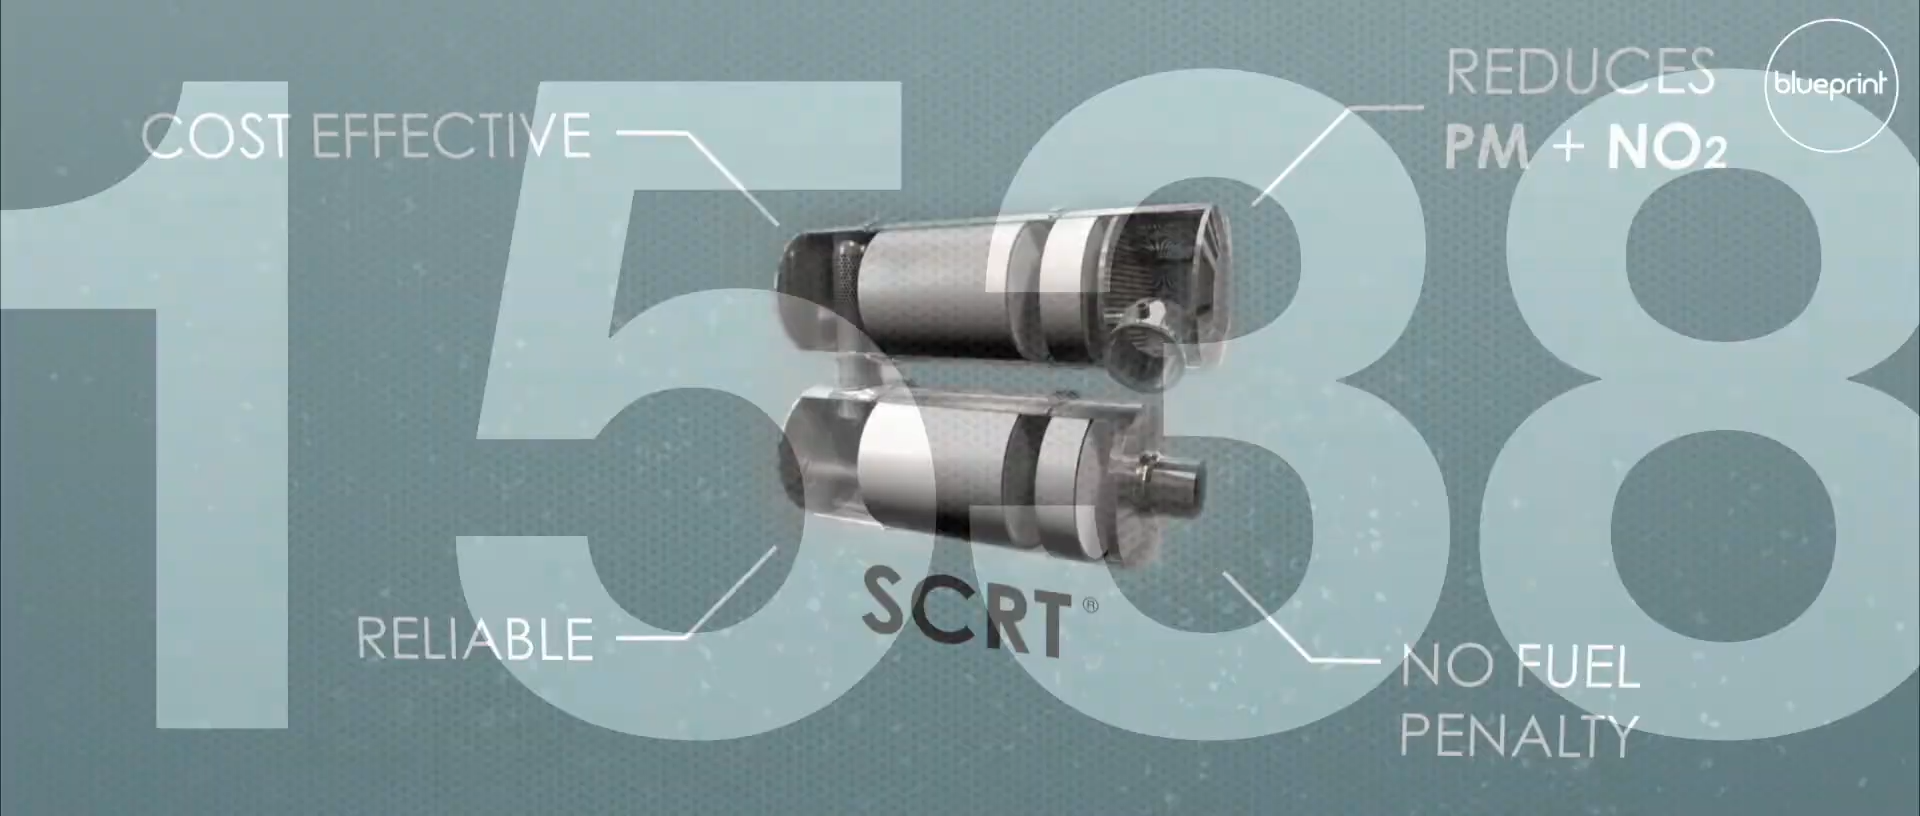 1538
COST EFFECTIVE
REDUCES
PM + NO2
blueprint
SCRT®
RELIABLE
NO FUEL
PENALTY